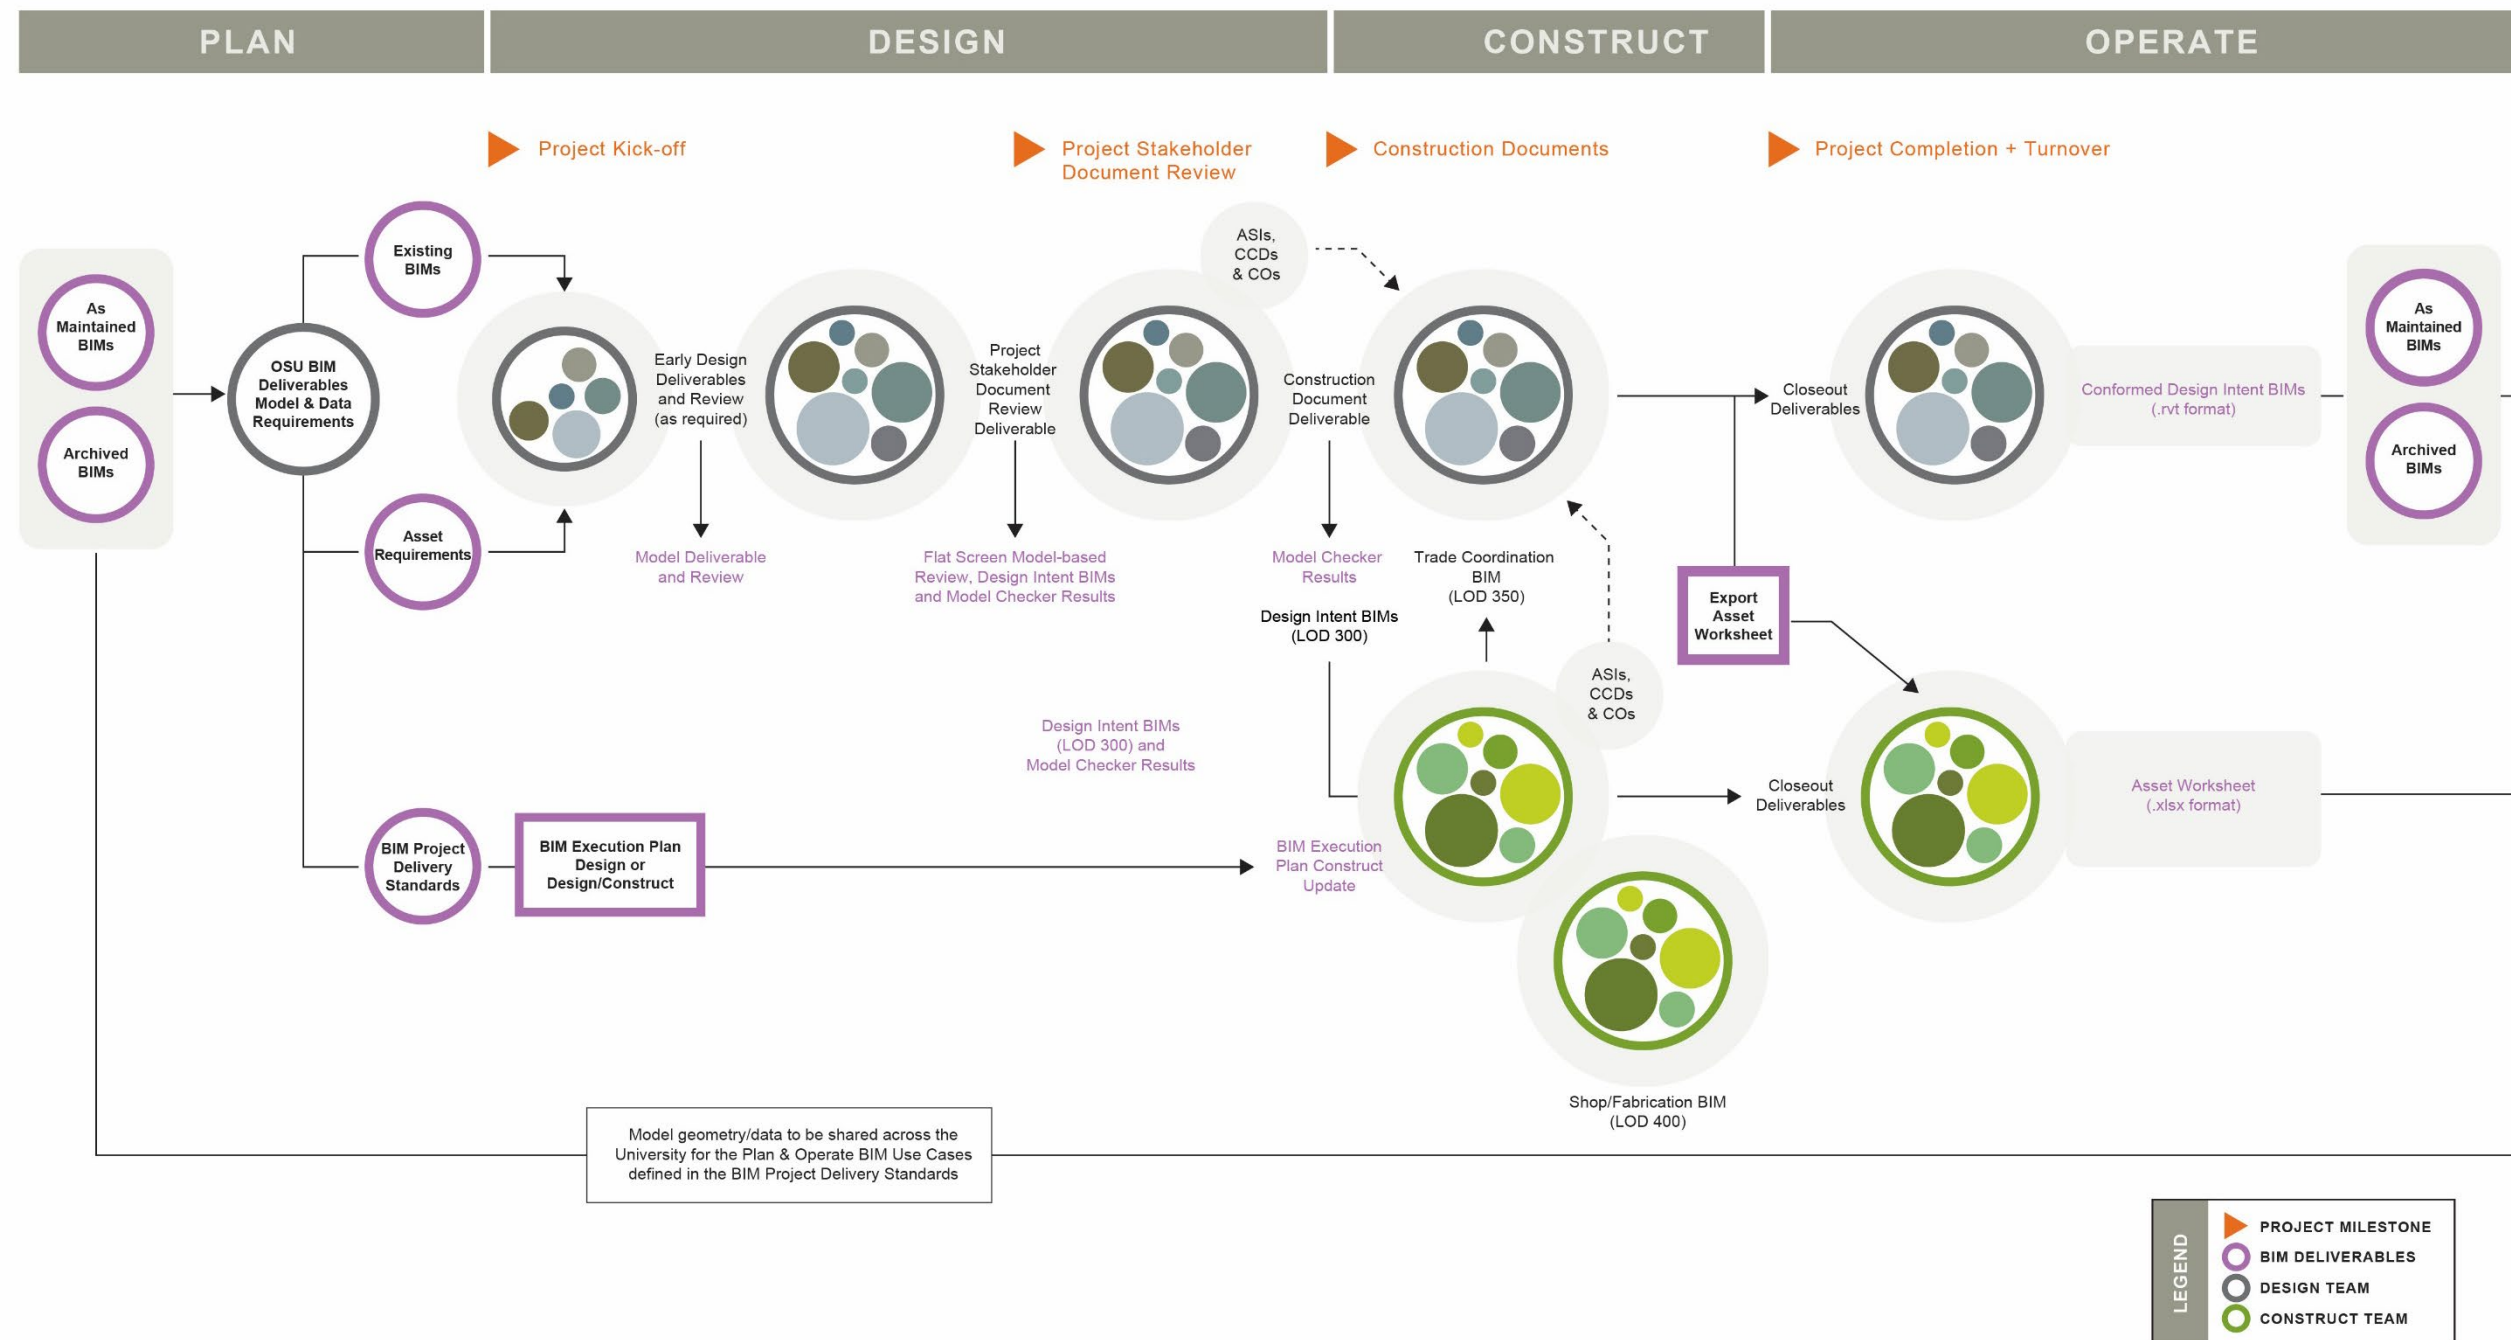 PLAN
DESIGN
CONSTRUCT
OPERATE
Project Kick-off
Project Stakeholder
Document Review
Construction Documents
Project Completion + Turnover
As
Maintained
BIMs
Archived
BIMs
OSU BIM
Deliverables
Model & Data
Requirements
Existing
BIMs
Asset
Requirements
BIM Project
Delivery
Standards
BIM Execution Plan
Design or
Design/Construct
Early Design
Deliverables
and Review
(as required)
Model Deliverable
and Review
Project
Stakeholder
Document
Review
Deliverable
Flat Screen Model-based
Review, Design Intent BIMs
and Model Checker Results
ASIs,
CCDs
& COs
Construction
Document
Deliverable
Model Checker
Results
Design Intent BIMs
(LOD 300)
Trade Coordination
BIM
(LOD 350)
Design Intent BIMs
(LOD 300) and
Model Checker Results
BIM Execution
Plan Construct
Update
ASIs,
CCDs
& COs
Shop/Fabrication BIM
(LOD 400)
Export
Asset
Worksheet
Closeout
Deliverables
Conformed Design Intent BIMs
(.rvt format)
As
Maintained
BIMs
Archived
BIMs
Closeout
Deliverables
Asset Worksheet
(.xlsx format)
Model geometry/data to be shared across the
University for the Plan & Operate BIM Use Cases
defined in the BIM Project Delivery Standards
LEGEND
PROJECT MILESTONE
BIM DELIVERABLES
DESIGN TEAM
CONSTRUCT TEAM